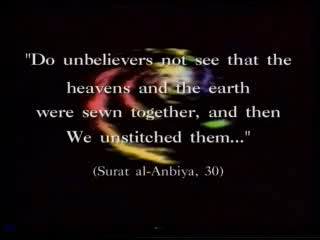 "Do unbelievers not see that the
heavens and the earth
were sewn together, and then
We unstitched them..."
(Surat al-Anbiya, 30)